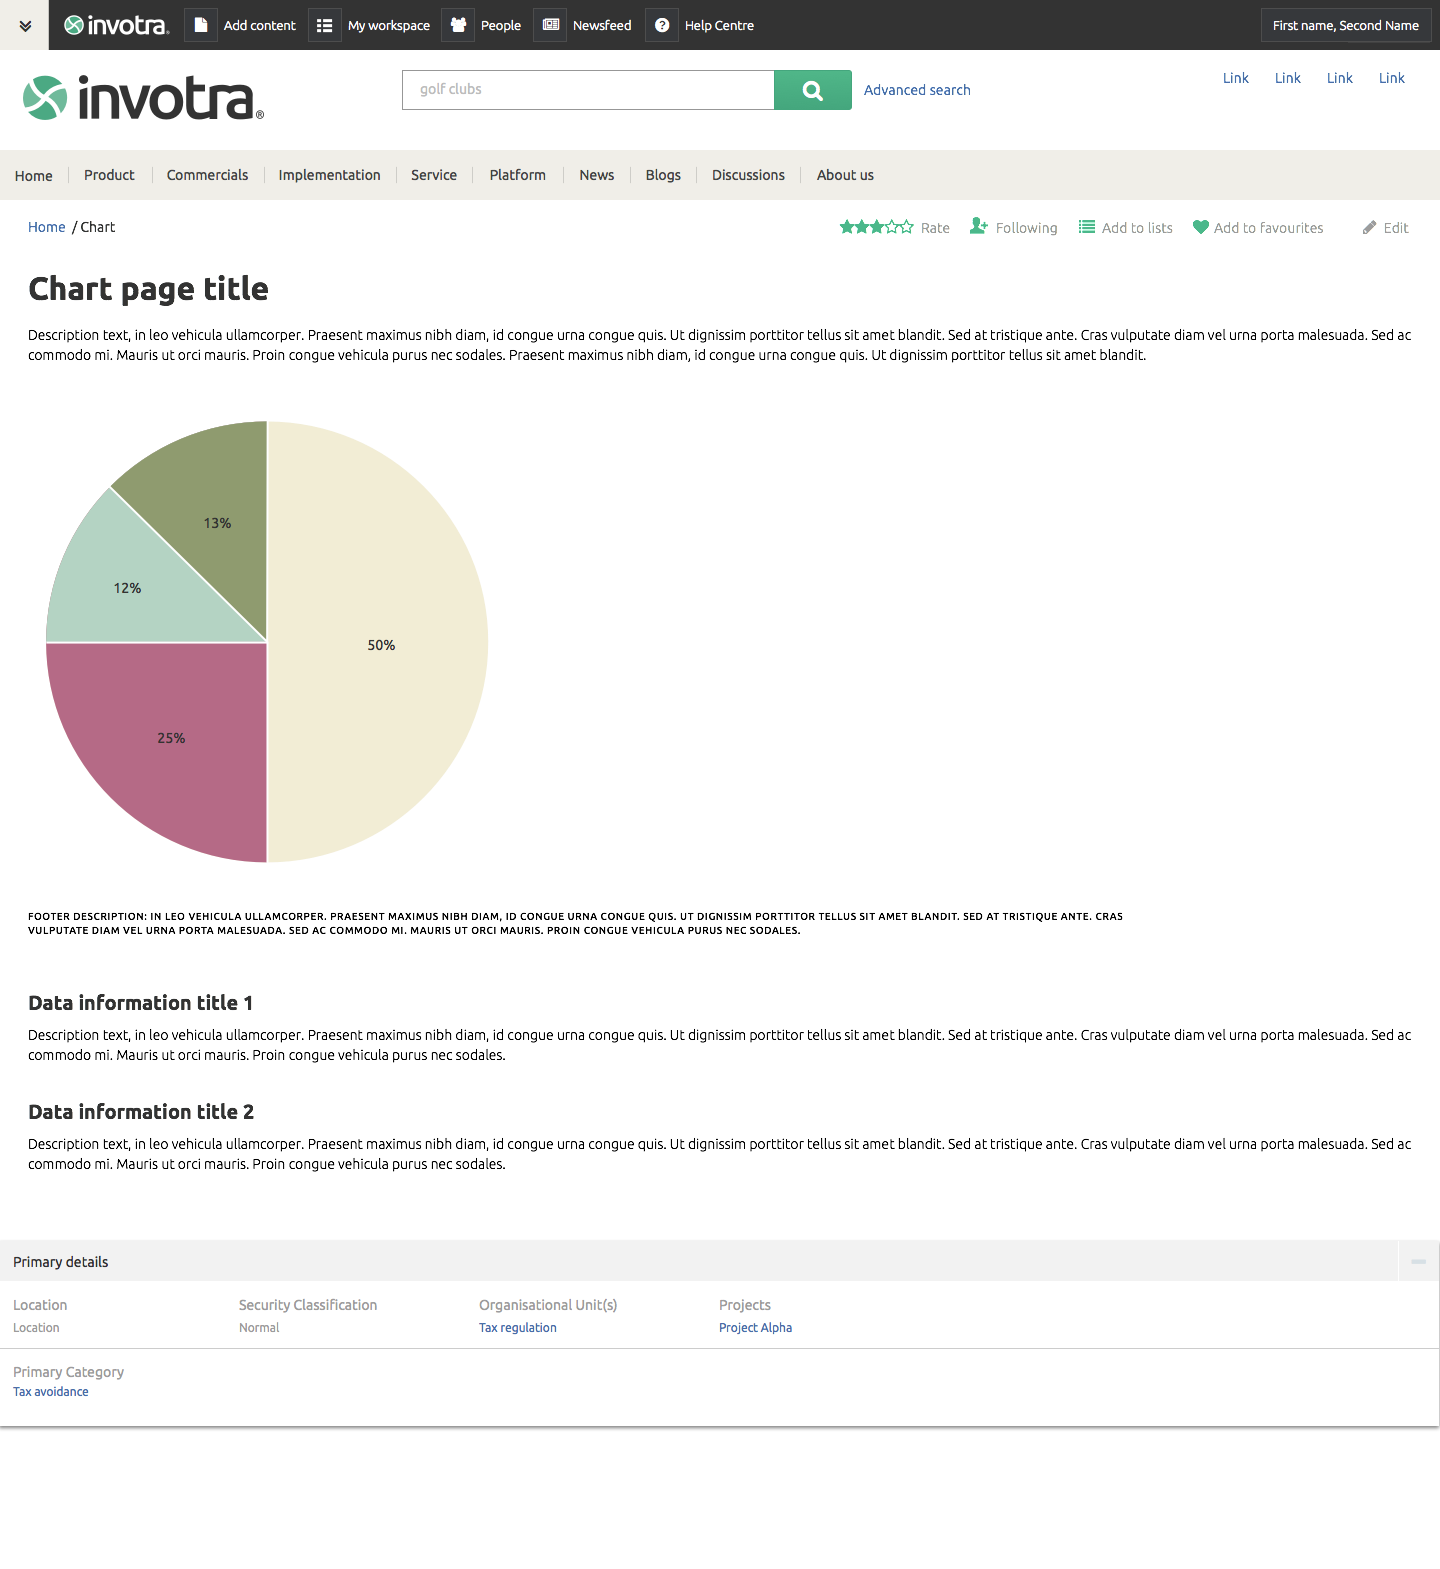 invotra. Add content My workspace People Newsfeed Help Centre First name, Second Name
invotra® golf clubs Advanced search Link Link Link Link
Home Product Commercials Implementation Service Platform News Blogs Discussions About us
Home / Chart Rate Following Add to lists Add to favourites Edit
Chart page title
Description text, in leo vehicula ullamcorper. Praesent maximus nibh diam, id congue urna congue quis. Ut dignissim porttitor tellus sit amet blandit. Sed at tristique ante. Cras vulputate diam vel urna porta malesuada. Sed ac
commodo mi. Mauris ut orci mauris. Proin congue vehicula purus nec sodales. Praesent maximus nibh diam, id congue urna congue quis. Ut dignissim porttitor tellus sit amet blandit.
13%
12%
50%
25%
FOOTER DESCRIPTION: IN LEO VEHICULA ULLAMCORPER. PRAESENT MAXIMUS NIBH DIAM, ID CONGUE URNA CONGUE QUIS. UT DIGNISSIM PORTTITOR TELLUS SIT AMET BLANDIT. SED AT TRISTIQUE ANTE. CRAS
VULPUTATE DIAM VEL URNA PORTA MALESUADA. SED AC COMMODO MI. MAURIS UT ORCI MAURIS. PROIN CONGUE VEHICULA PURUS NEC SODALES.
Data information title 1
Description text, in leo vehicula ullamcorper. Praesent maximus nibh diam, id congue urna congue quis. Ut dignissim porttitor tellus sit amet blandit. Sed at tristique ante. Cras vulputate diam vel urna porta malesuada. Sed ac
commodo mi. Mauris ut orci mauris. Proin congue vehicula purus nec sodales.
Data information title 2
Description text, in leo vehicula ullamcorper. Praesent maximus nibh diam, id congue urna congue quis. Ut dignissim porttitor tellus sit amet blandit. Sed at tristique ante. Cras vulputate diam vel urna porta malesuada. Sed ac
commodo mi. Mauris ut orci mauris. Proin congue vehicula purus nec sodales.
Primary details
Location Security Classification Organisational Unit(s) Projects
Location Normal Tax regulation Project Alpha
Primary Category
Tax avoidance